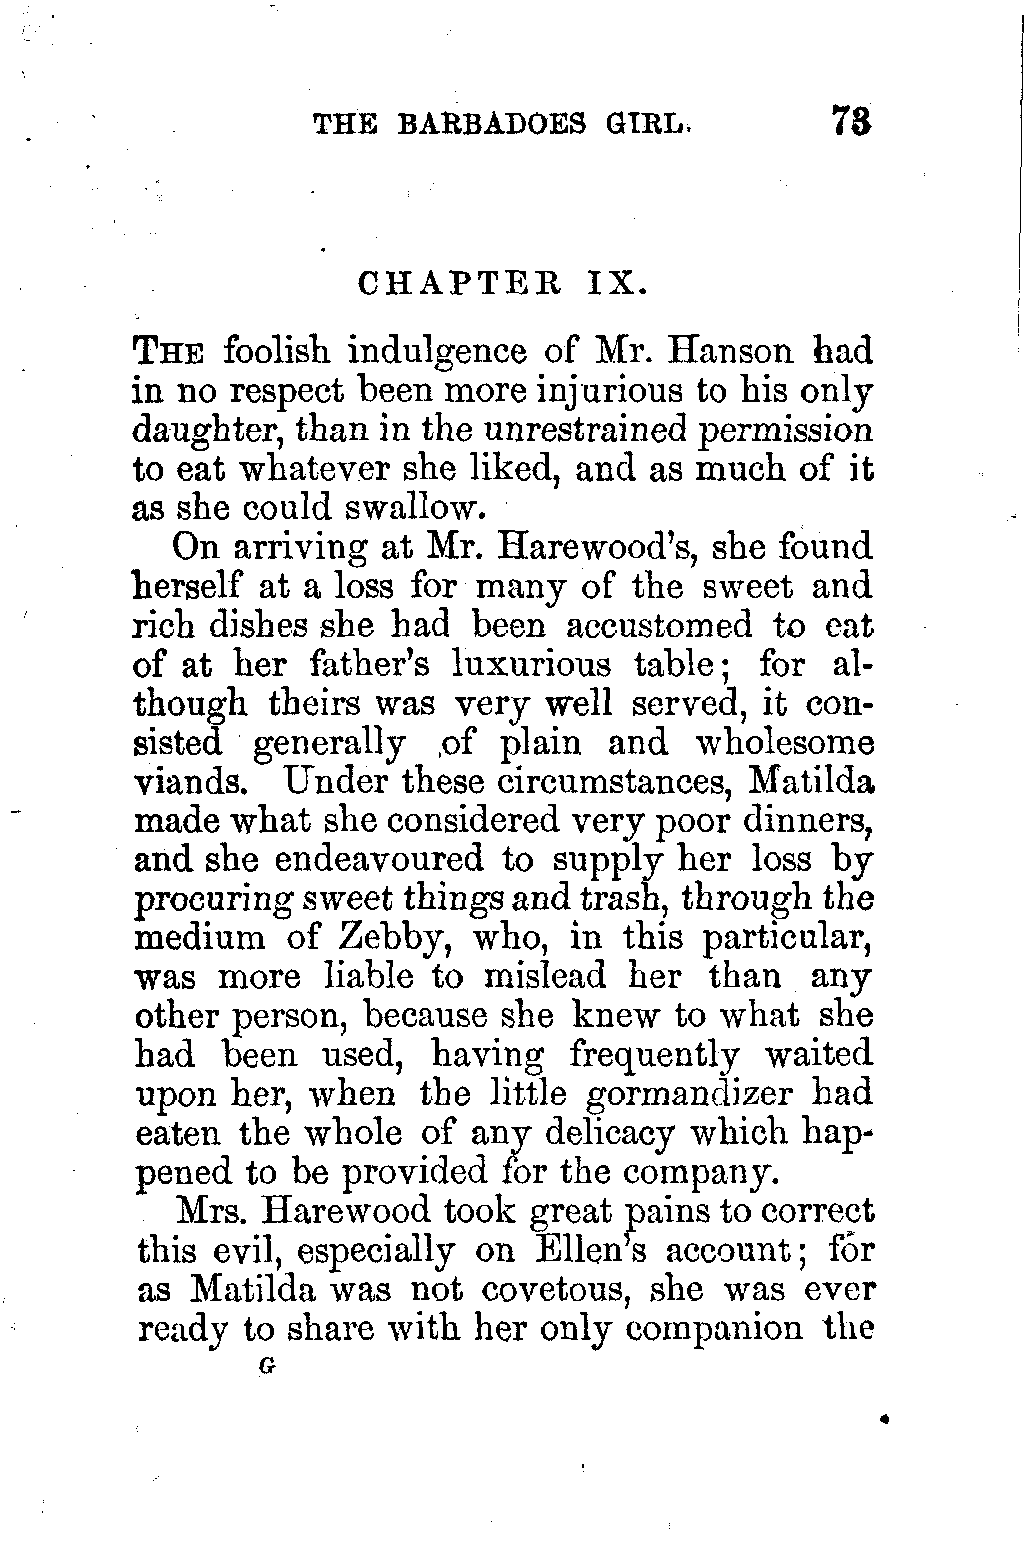 THE BARBADOES GIRL. 73
CHAPTER IX.
THE foolish indulgence of Mr. Hanson had
in no respect been more injurious to his only
daughter, than in the unrestrained permission
to eat whatever she liked, and as much of it
as she could swallow.
On arriving at Mr. Harewood's, she found
herself at a loss for many of the sweet and
rich dishes she had been accustomed to eat
of at her father's luxurious table; for al-
though theirs was very well served, it con-
sisted generally of plain and wholesome
viands. Under these circumstances, Matilda
made what she considered very poor dinners,
and she endeavoured to supply her loss by
procuring sweet things and trash, through the
medium of Zebby, who, in this particular,
was more liable to mislead her than any
other person, because she knew to what she
had been used, having frequently waited
upon her, when the little gormandizer had
eaten the whole of any delicacy which hap-
pened to be provided for the company.
Mrs. Harewood took great pains to correct
this evil, especially on Ellen's account; for
as Matilda was not covetous, she was ever
ready to share with her only companion the
G